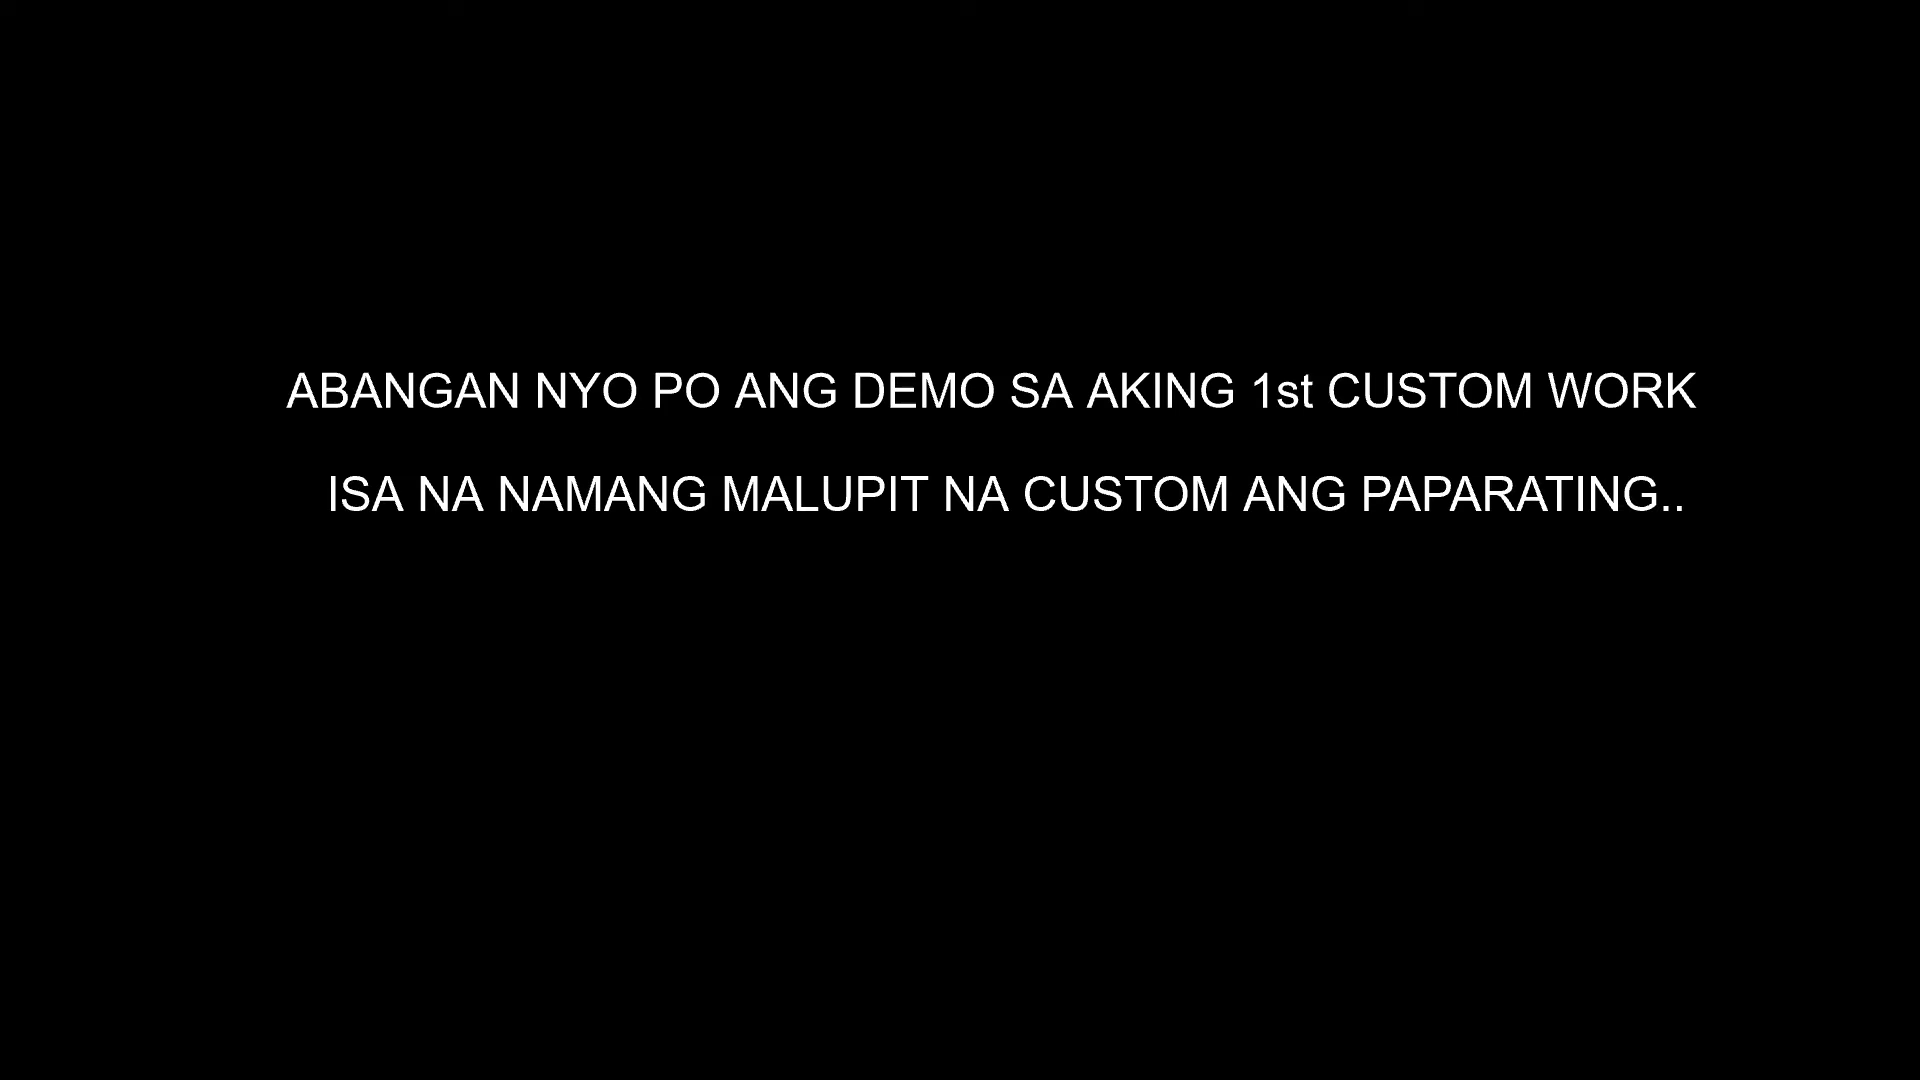 ABANGAN NYO PO ANG DEMO SA AKING 1st CUSTOM WORK
ISA NA NAMANG MALUPIT NA CUSTOM ANG PAPARATING..